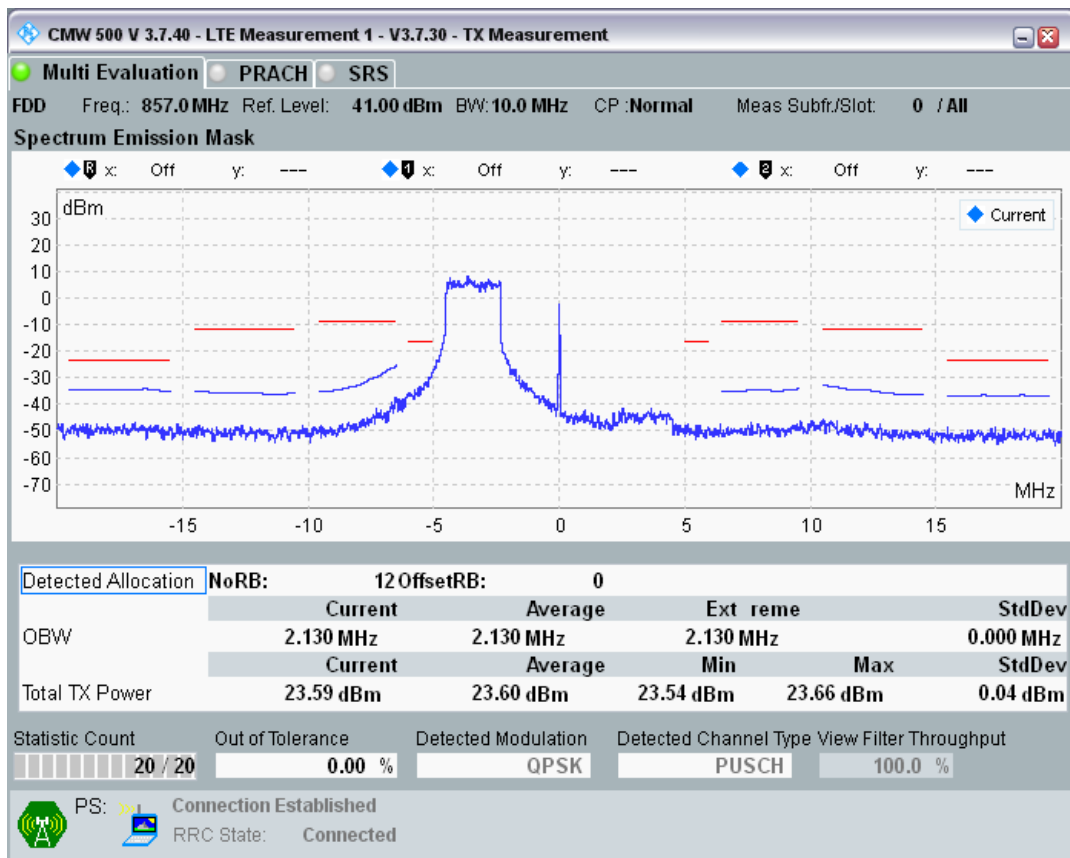 CMW 500 V 3.7.40 - LTE Measurement 1 - V3.7.30 - TX Measurement
Multi Evaluation PRACH SRS
FDD Freq.: 857.0 MHz Ref. Level: 41.00 dBm BW: 10.0 MHz CP :Normal Meas Subfr./Slot: 0 / All
Spectrum Emission Mask
R x: Off y: --- 1 x: Off y: --- 2 x: Off y: ---
dBm
Current
30
20
10
0
-10
-20
-30
-40
-50
-60
-70
MHz
-15 -10 -5 0 5 10 15
Detected Allocation NoRB: 12 OffsetRB: 0
Current Average Ext reme StdDev
OBW 2.130 MHz 2.130 MHz 2.130 MHz 0.000 MHz
Current Average Min Max StdDev
Total TX Power 23.59 dBm 23.60 dBm 23.54 dBm 23.66 dBm 0.04 dBm
Statistic Count Out of Tolerance Detected Modulation Detected Channel Type View Filter Throughput
20 / 20 0.00 % QPSK PUSCH 100.0 %
PS: Connection Established
RRC State: Connected